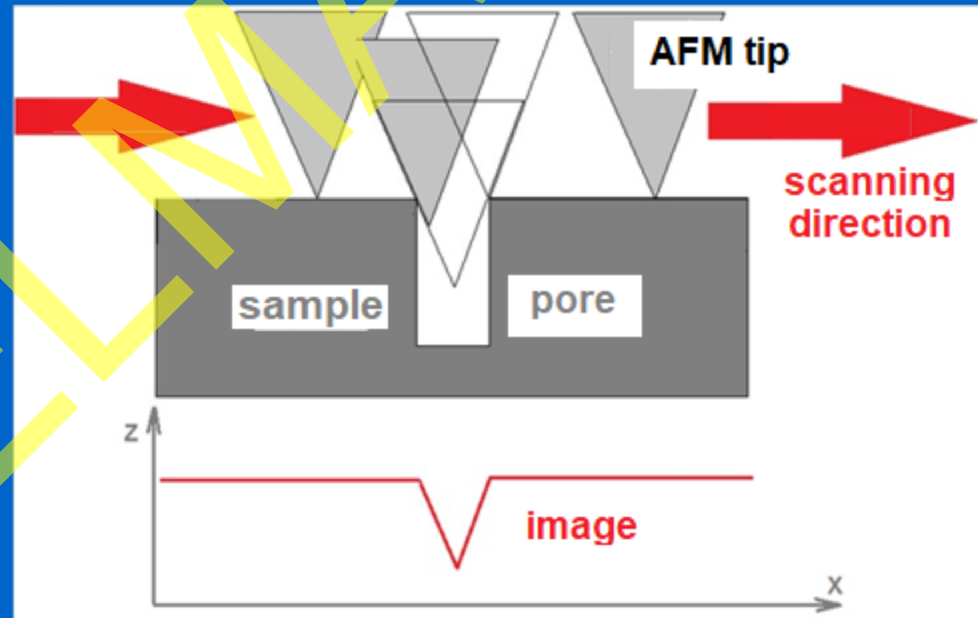 AFM tip
scanning
direction
sample
pore
z
image
x